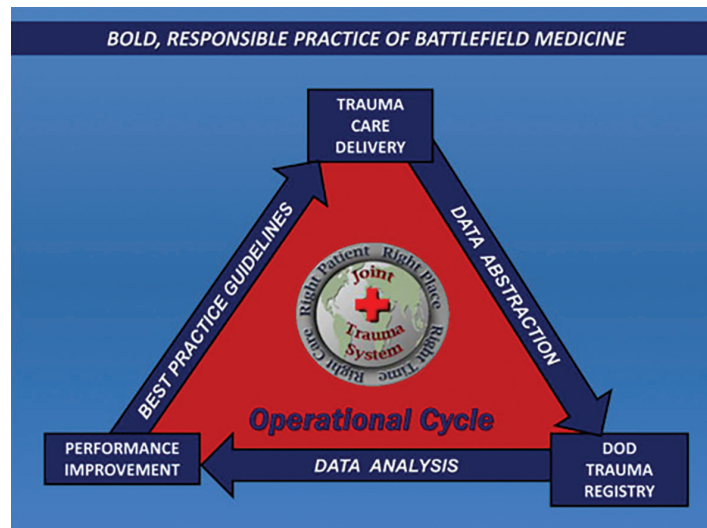 BOLD, RESPONSIBLE PRACTICE OF BATTLEFIELD MEDICINE
TRAUMA
CARE
DELIVERY
BEST PRACTICE GUIDELINES
DATA ABSTRACTION
Right Patient Right Place Right Time Right Care
Joint
Trauma
System
Operational Cycle
PERFORMANCE
IMPROVEMENT
DATA ANALYSIS
DOD
TRAUMA
REGISTRY